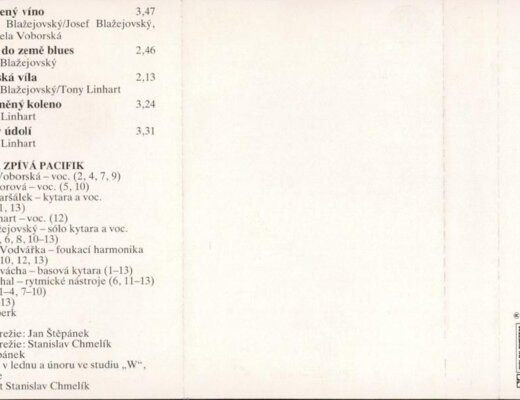 ený víno 3,47
Blažejovský/Josef Blažejovský,
ela Voborská
do země blues 2,46
Blažejovský
ská víla 2,13
Blažejovský/Tony Linhart
něný koleno 3,24
Linhart
údolí 3,31
Linhart
ZPÍVÁ PACIFIK
Voborská – voc. (2, 4, 7, 9)
orová – voc. (5, 10)
aršálek – kytara a voc.
1, 13)
hart – voc. (12)
žejovský – sólo kytara a voc.
, 6, 8, 10–13)
Vodvářka – foukací harmonika
10, 12, 13)
vácha – basová kytara (1–13)
hal – rytmické nástroje (6, 11–13)
1–4, 7–10)
13)
berk
režie: Jan Štěpánek
režie: Stanislav Chmelík
pánek
v lednu a únoru ve studiu „W“,
e
t Stanislav Chmelík
®